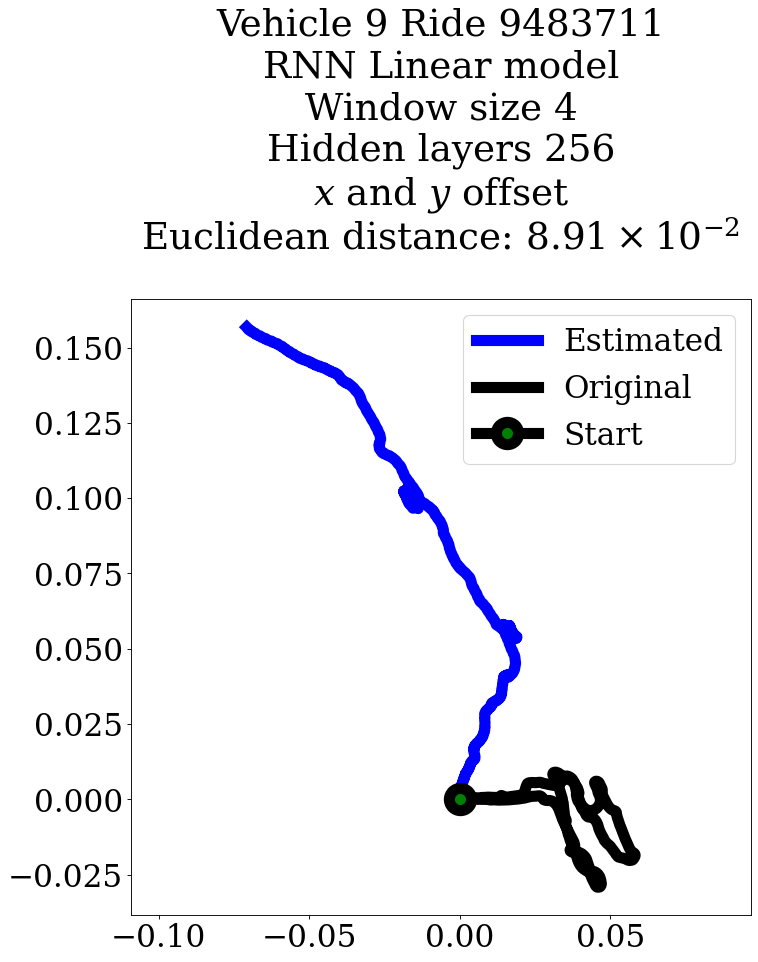 Vehicle 9 Ride 9483711
RNN Linear model
Window size 4
Hidden layers 256
x and y offset
Euclidean distance: 8.91 × 10⁻²
Estimated
Original
Start
0.150
0.125
0.100
0.075
0.050
0.025
0.000
−0.025
−0.10 −0.05 0.00 0.05